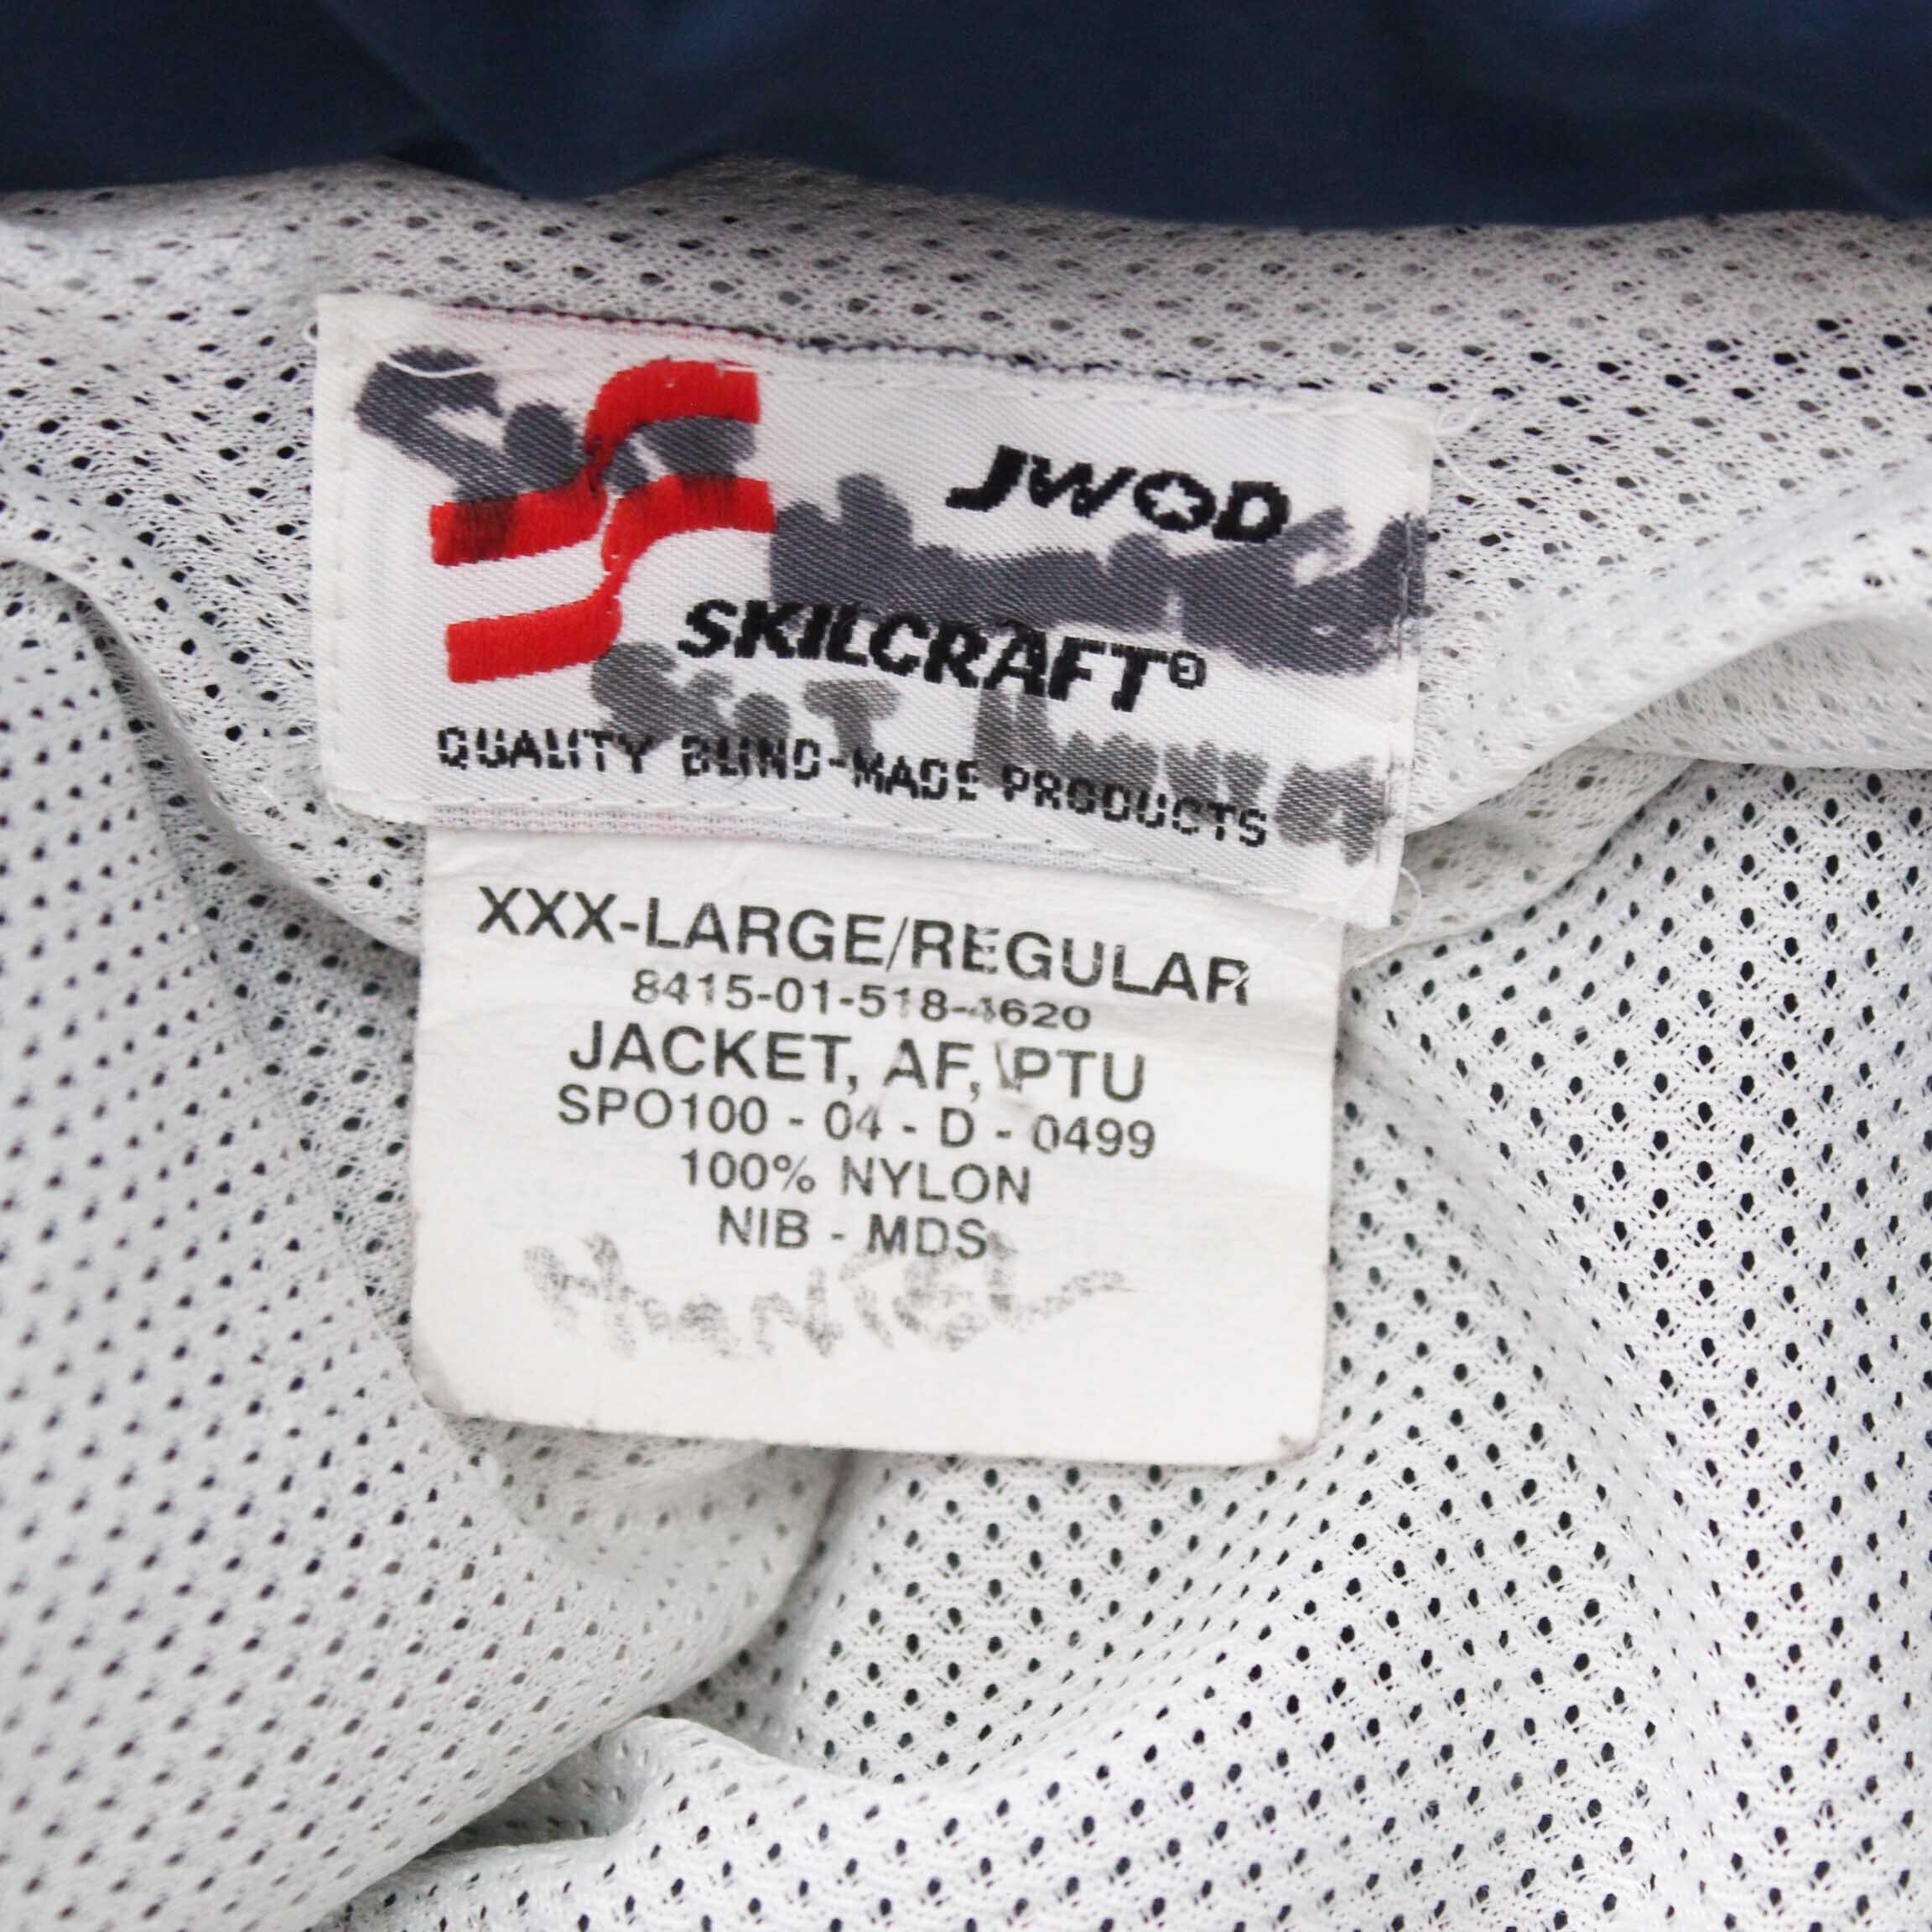 JWOD
SKILCRAFT®
QUALITY BLIND-MADE PRODUCTS
XXX-LARGE/REGULAR
8415-01-518-4620
JACKET, AF, IPTU
SPO100 - 04 - D - 0499
100% NYLON
NIB - MDS